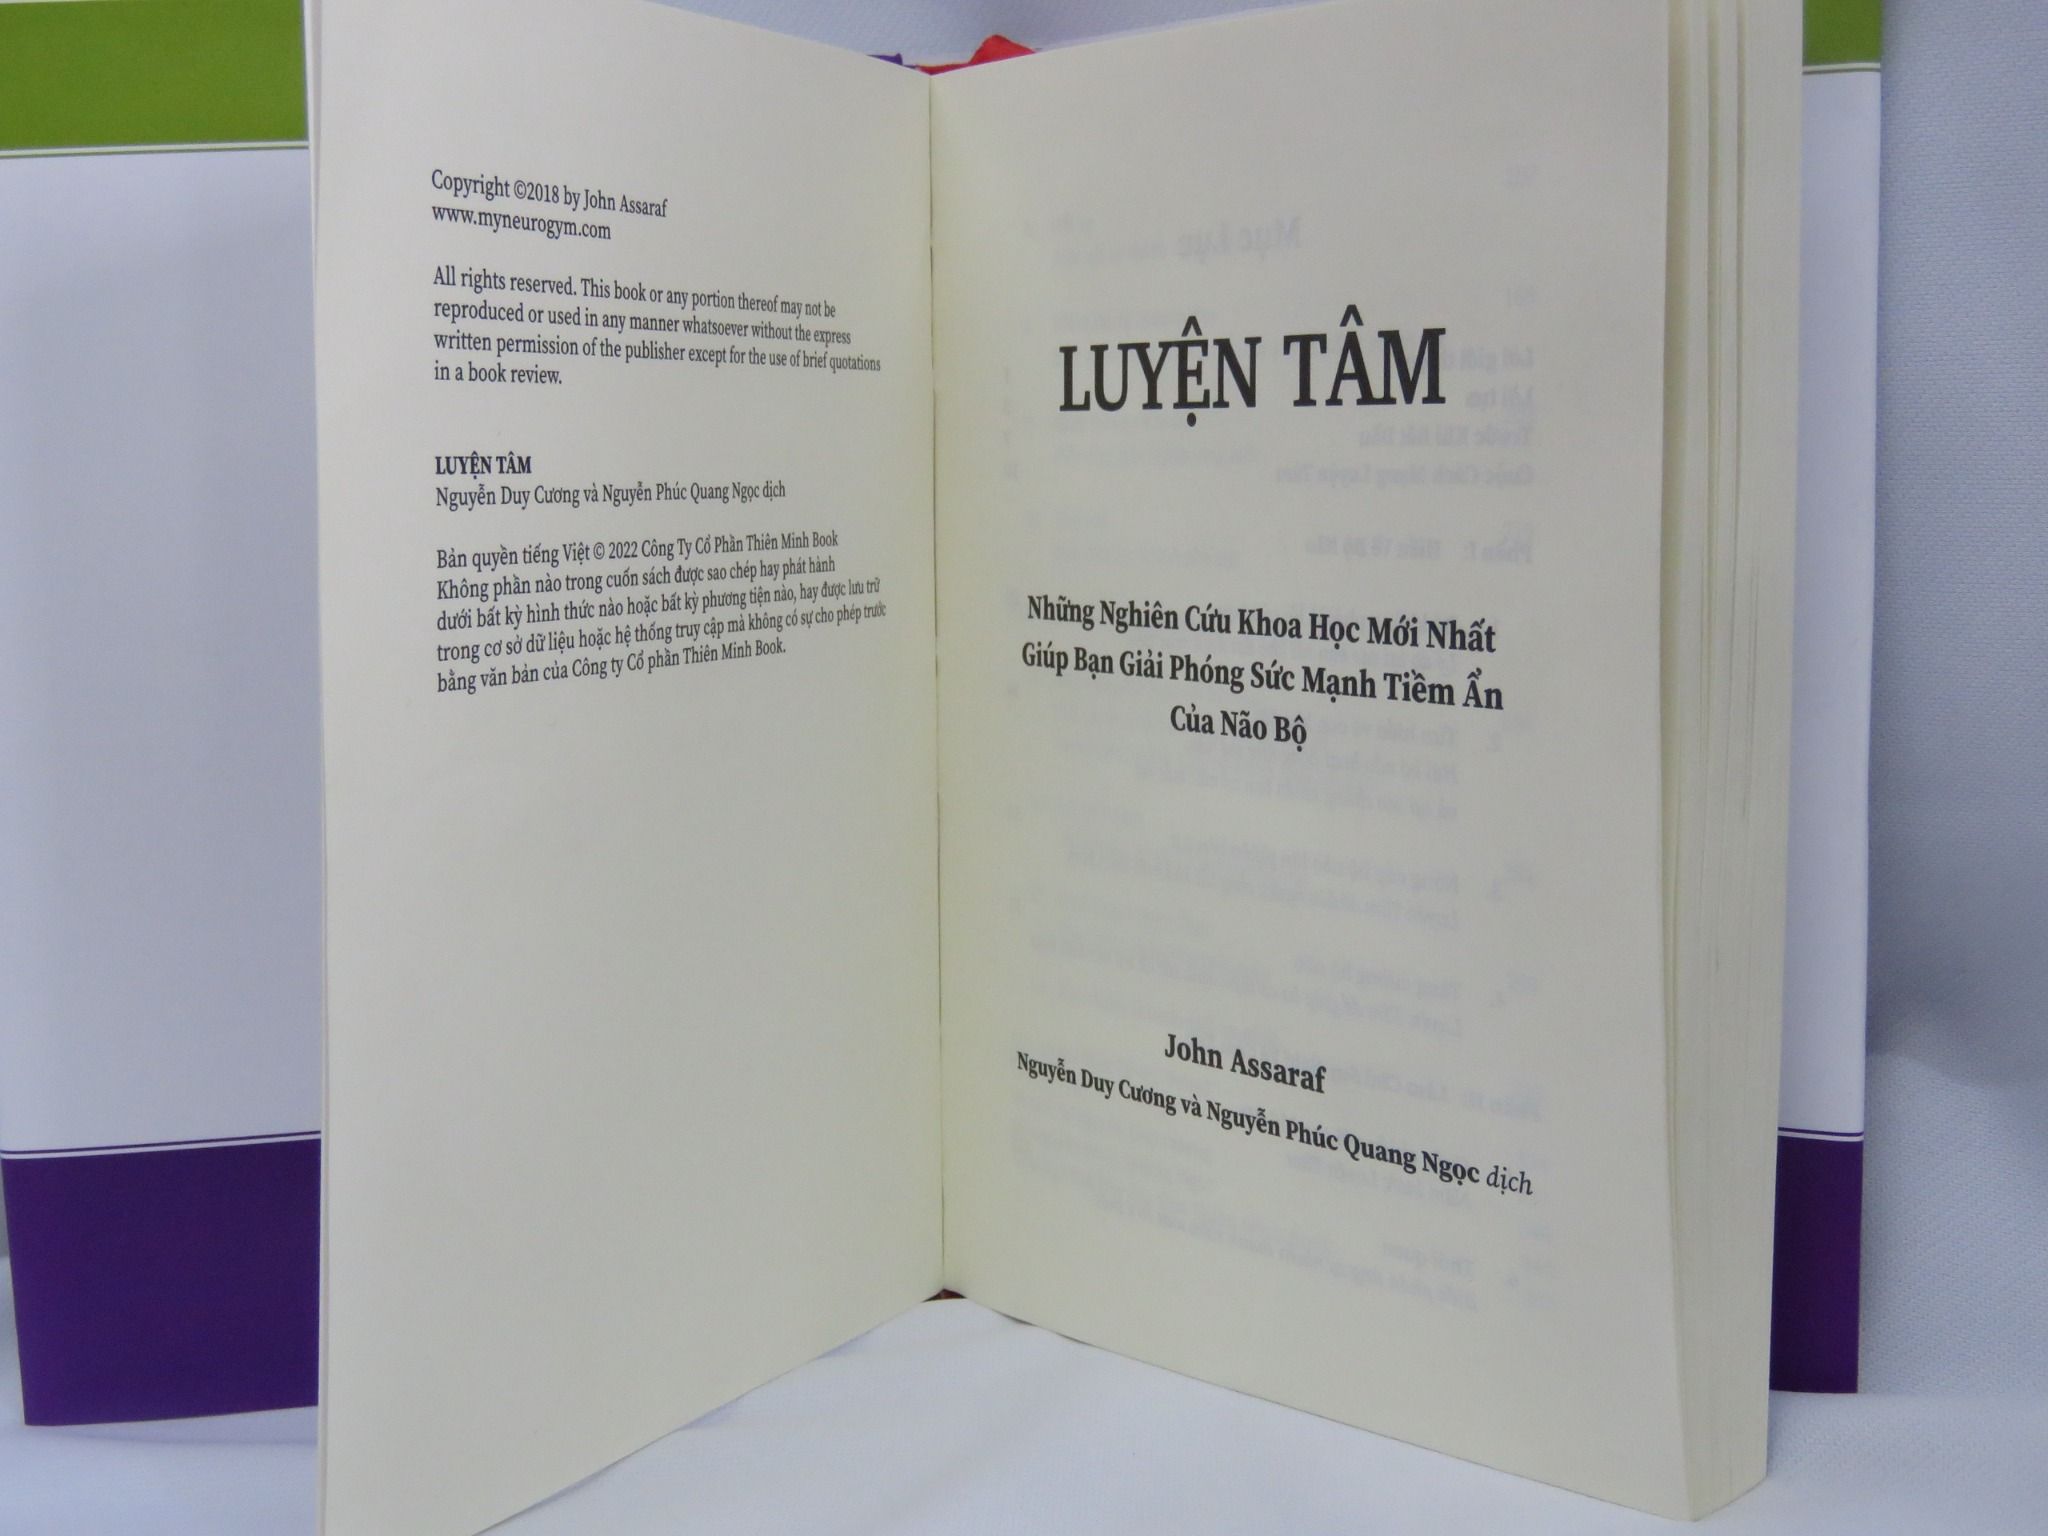 Copyright ©2018 by John Assaraf
www.myneurogym.com
All rights reserved. This book or any portion thereof may not be
reproduced or used in any manner whatsoever without the express
written permission of the publisher except for the use of brief quotations
in a book review.
LUYỆN TÂM
Nguyễn Duy Cương và Nguyễn Phúc Quang Ngọc dịch
Bản quyền tiếng Việt © 2022 Công Ty Cổ Phần Thiên Minh Book
Không phần nào trong cuốn sách được sao chép hay phát hành
dưới bất kỳ hình thức nào hoặc bất kỳ phương tiện nào, hay được lưu trữ
trong cơ sở dữ liệu hoặc hệ thống truy cập mà không có sự cho phép trước
bằng văn bản của Công ty Cổ phần Thiên Minh Book.
LUYỆN TÂM
Những Nghiên Cứu Khoa Học Mới Nhất
Giúp Bạn Giải Phóng Sức Mạnh Tiềm Ẩn
Của Não Bộ
John Assaraf
Nguyễn Duy Cương và Nguyễn Phúc Quang Ngọc dịch